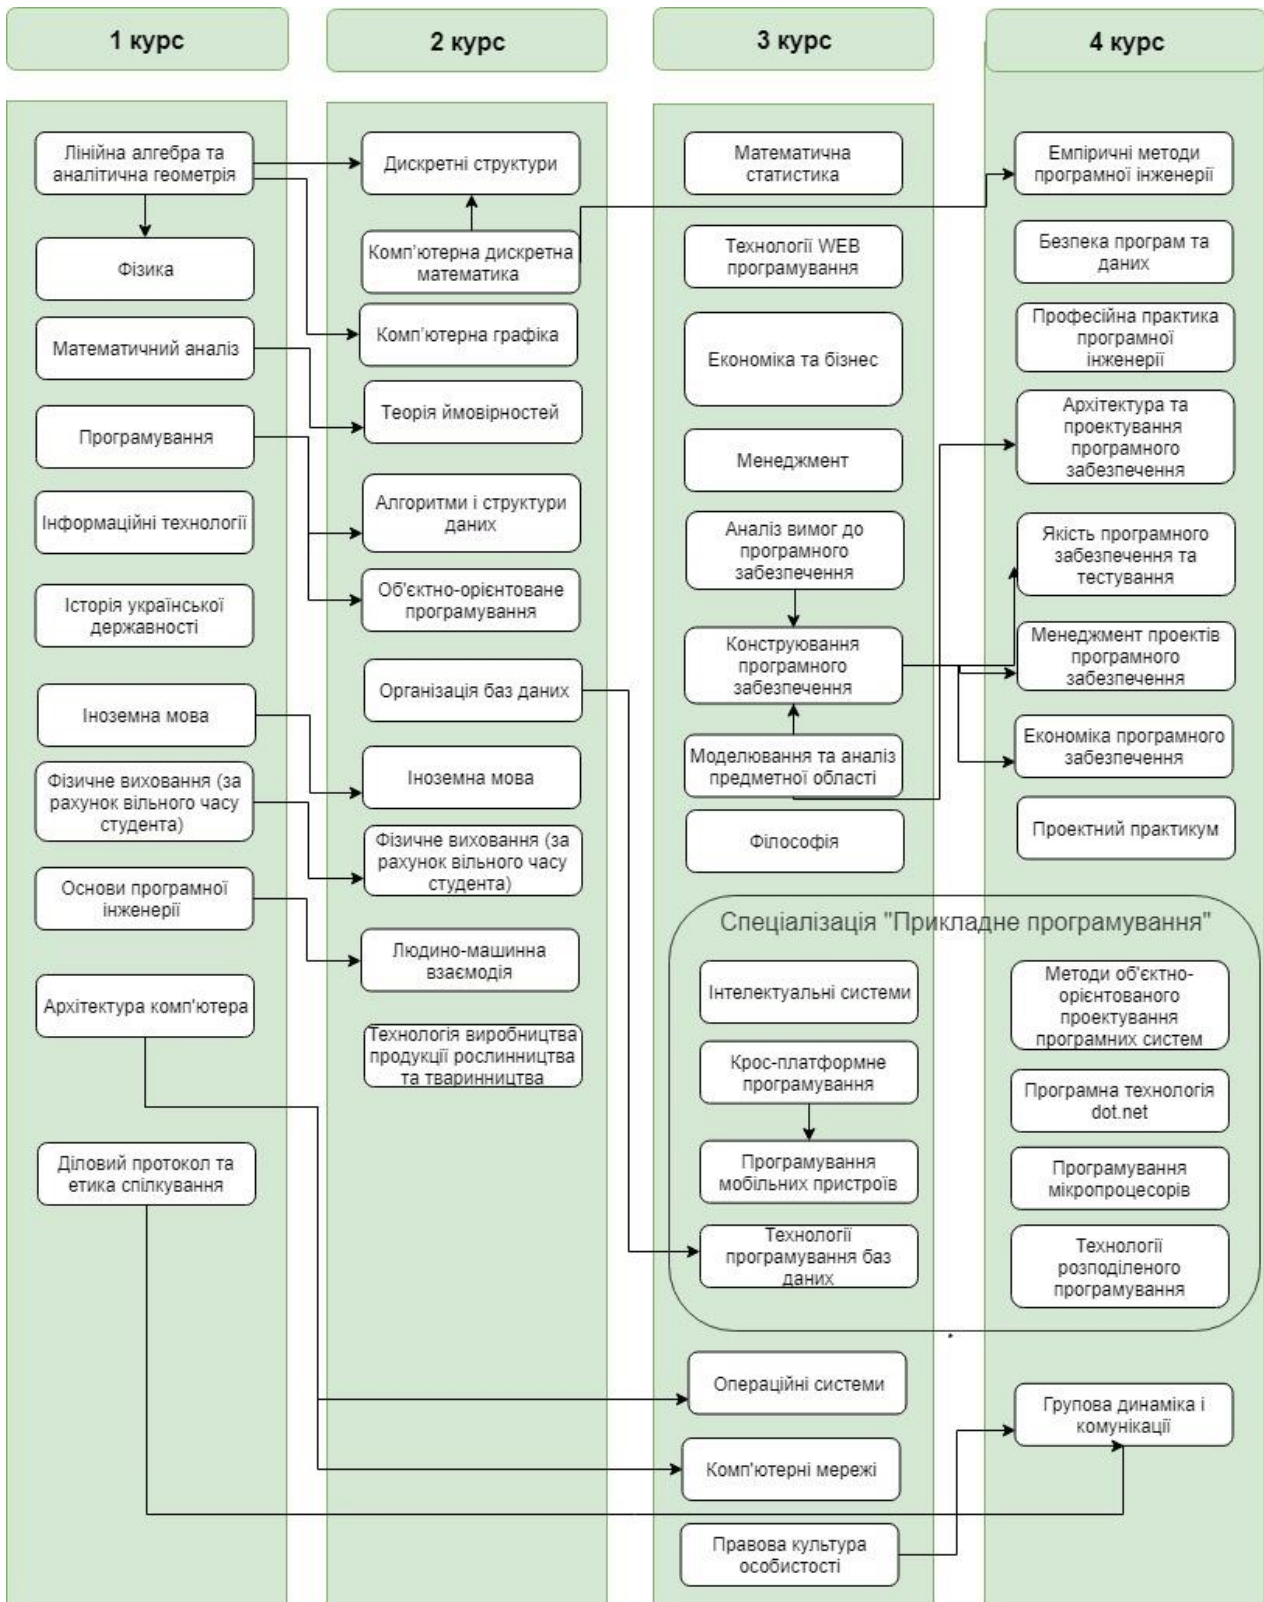 1 курс
2 курс
3 курс
4 курс
Лінійна алгебра та
аналітична геометрія
Фізика
Математичний аналіз
Програмування
Інформаційні технології
Історія української
державності
Іноземна мова
Фізичне виховання (за
рахунок вільного часу
студента)
Основи програмної
інженерії
Архітектура комп'ютера
Діловий протокол та
етика спілкування
Дискретні структури
Комп'ютерна дискретна
математика
Комп'ютерна графіка
Теорія ймовірностей
Алгоритми і структури
даних
Об'єктно-орієнтоване
програмування
Організація баз даних
Іноземна мова
Фізичне виховання (за
рахунок вільного часу
студента)
Людино-машинна
взаємодія
Технологія виробництва
продукції рослинництва
та тваринництва
Математична
статистика
Технології WEB
програмування
Економіка та бізнес
Менеджмент
Аналіз вимог до
програмного
забезпечення
Конструювання
програмного
забезпечення
Моделювання та аналіз
предметної області
Філософія
Спеціалізація "Прикладне програмування"
Інтелектуальні системи
Крос-платформне
програмування
Програмування
мобільних пристроїв
Технології
програмування баз
даних
Операційні системи
Комп'ютерні мережі
Правова культура
особистості
Емпіричні методи
програмної інженерії
Безпека програм та
даних
Професійна практика
програмної
інженерії
Архітектура та
проектування
програмного
забезпечення
Якість програмного
забезпечення та
тестування
Менеджмент проектів
програмного
забезпечення
Економіка програмного
забезпечення
Проектний практикум
Методи об'єктно-
орієнтованого
проектування
програмних систем
Програмна технологія
dot.net
Програмування
мікропроцесорів
Технології
розподіленого
програмування
Групова динаміка і
комунікації